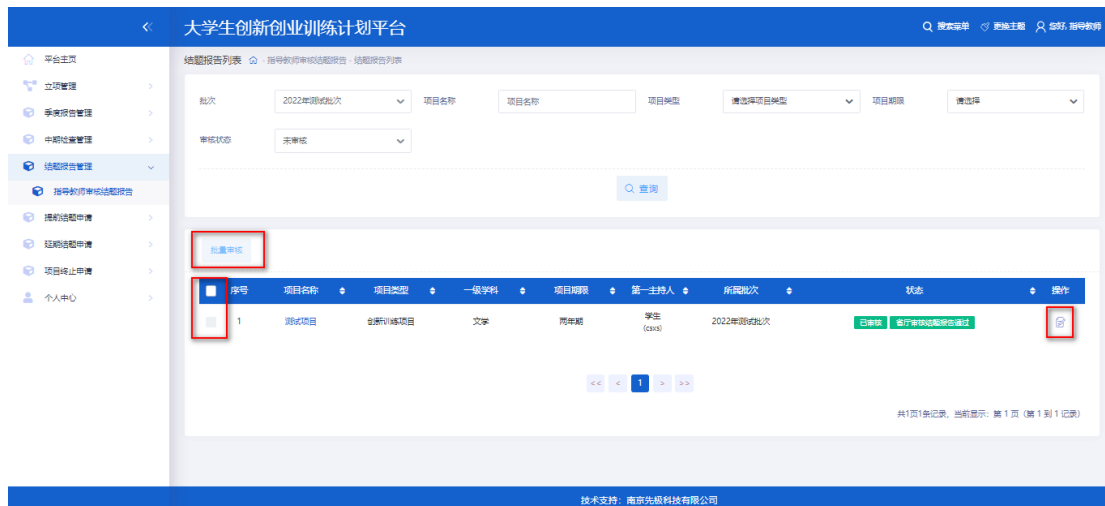 大学生创新创业训练计划平台
搜索菜单 更换主题 您好, 指导教师
平台主页
立项管理
季度报告管理
中期检查管理
结题报告管理
指导教师审核结题报告
提前结题申请
延期结题申请
项目终止申请
个人中心
结题报告列表 - 指导教师审核结题报告 - 结题报告列表
批次 2022年测试批次 项目名称 项目名称 项目类型 请选择项目类型 项目期限 请选择
审核状态 未审核
查询
批量审核
序号 项目名称 项目类型 一级学科 项目期限 第一主持人 所属批次 状态 操作
1 测试项目 创新训练项目 文学 两年期 学生 2022年测试批次 已审核 省厅审核结题报告通过
(csxs)
<< < 1 > >>
共1页1条记录, 当前显示: 第 1 页 (第 1 到 1 记录)
技术支持: 南京先极科技有限公司